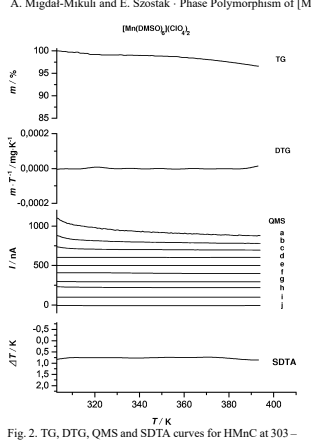 A. Migdał-Mikuli and E. Szostak · Phase Polymorphism of [M
[Mn(DMSO)6](ClO4)2
100
95
90
85
m / %
TG
0,0002
0,0000
-0,0002
m·T⁻¹ / mg·K⁻¹
DTG
1000
500
0
I / nA
QMS
a
b
c
d
e
f
g
h
i
j
-0,5
0,0
0,5
1,0
1,5
2,0
ΔT / K
SDTA
320 340 360 380 400
T / K
Fig. 2. TG, DTG, QMS and SDTA curves for HMnC at 303 –